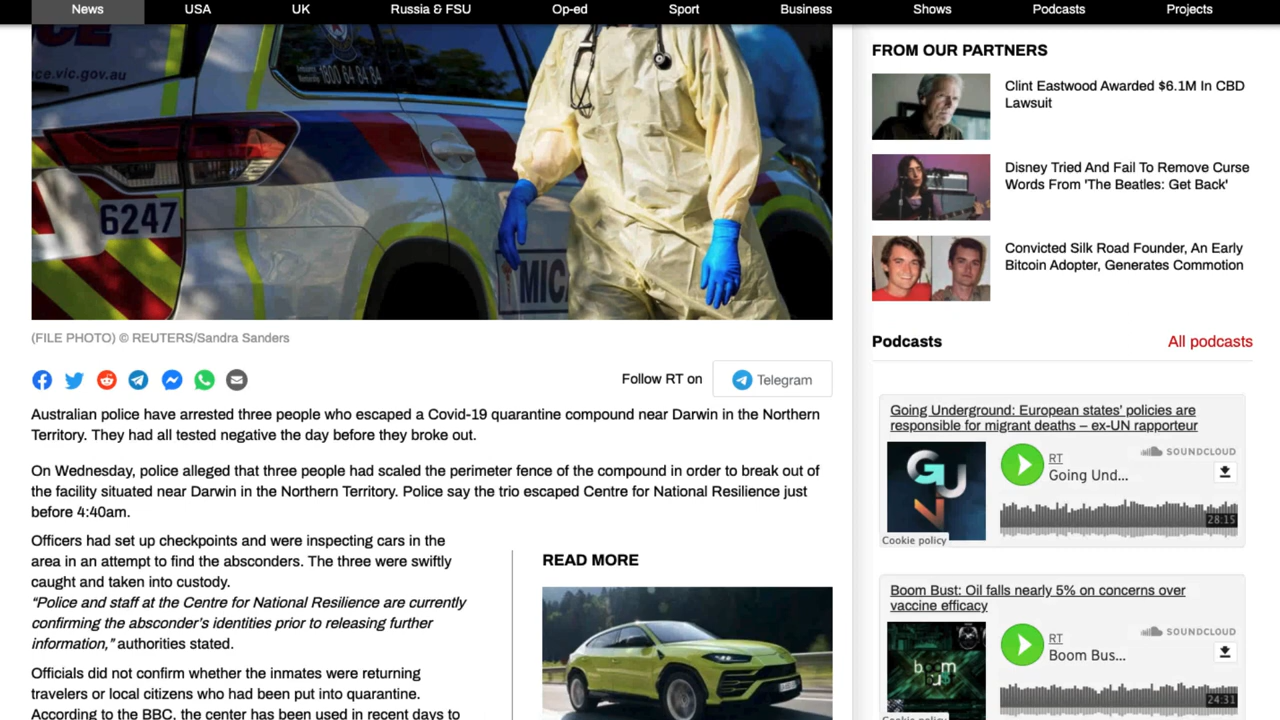 News
USA
UK
Russia & FSU
Op-ed
Sport
Business
Shows
Podcasts
Projects
ce.vic.gov.au
1800 64 84 84
6247
MIC
(FILE PHOTO) © REUTERS/Sandra Sanders
Follow RT on
Telegram
Australian police have arrested three people who escaped a Covid-19 quarantine compound near Darwin in the Northern
Territory. They had all tested negative the day before they broke out.
On Wednesday, police alleged that three people had scaled the perimeter fence of the compound in order to break out of
the facility situated near Darwin in the Northern Territory. Police say the trio escaped Centre for National Resilience just
before 4:40am.
Officers had set up checkpoints and were inspecting cars in the
area in an attempt to find the absconders. The three were swiftly
caught and taken into custody.
“Police and staff at the Centre for National Resilience are currently
confirming the absconder’s identities prior to releasing further
information,” authorities stated.
Officials did not confirm whether the inmates were returning
travelers or local citizens who had been put into quarantine.
According to the BBC, the center has been used in recent days to
READ MORE
FROM OUR PARTNERS
Clint Eastwood Awarded $6.1M In CBD
Lawsuit
Disney Tried And Fail To Remove Curse
Words From 'The Beatles: Get Back'
Convicted Silk Road Founder, An Early
Bitcoin Adopter, Generates Commotion
Podcasts
All podcasts
Going Underground: European states’ policies are
responsible for migrant deaths – ex-UN rapporteur
GUN
RT
Going Und...
SOUNDCLOUD
28:15
Cookie policy
Boom Bust: Oil falls nearly 5% on concerns over
vaccine efficacy
boom
bust
RT
Boom Bus...
SOUNDCLOUD
24:31
Cookie policy